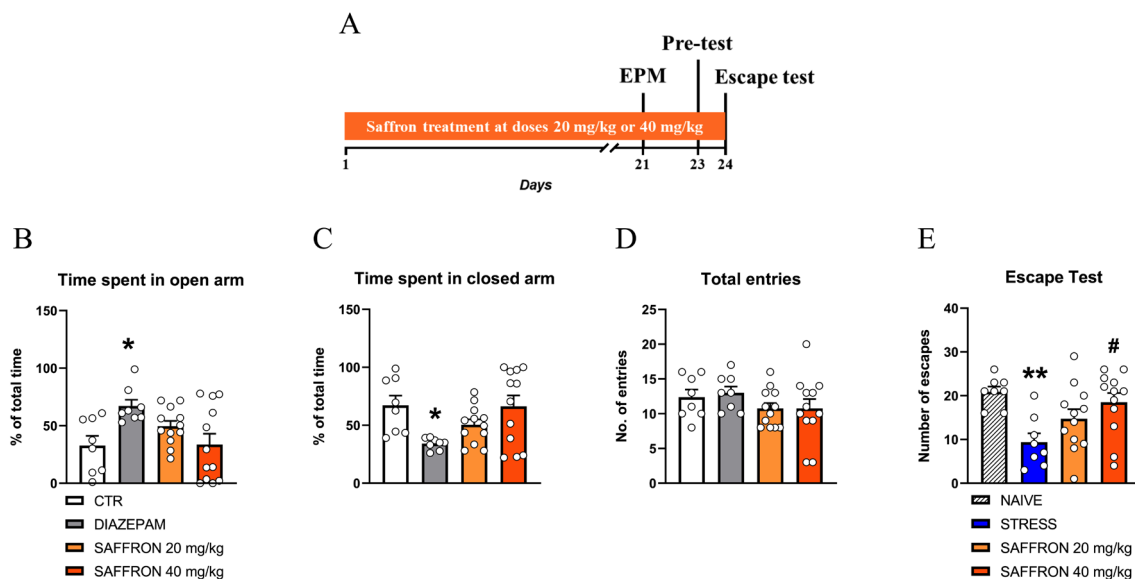 A
Pre-test
EPM
Escape test
Saffron treatment at doses 20 mg/kg or 40 mg/kg
1
21
23
24
Days
B
Time spent in open arm
% of total time
150
100
50
0
*
CTR
DIAZEPAM
SAFFRON 20 mg/kg
SAFFRON 40 mg/kg
C
Time spent in closed arm
% of total time
150
100
50
0
*
D
Total entries
No. of entries
25
20
15
10
5
0
E
Escape Test
Number of escapes
40
30
20
10
0
**
#
NAIVE
STRESS
SAFFRON 20 mg/kg
SAFFRON 40 mg/kg